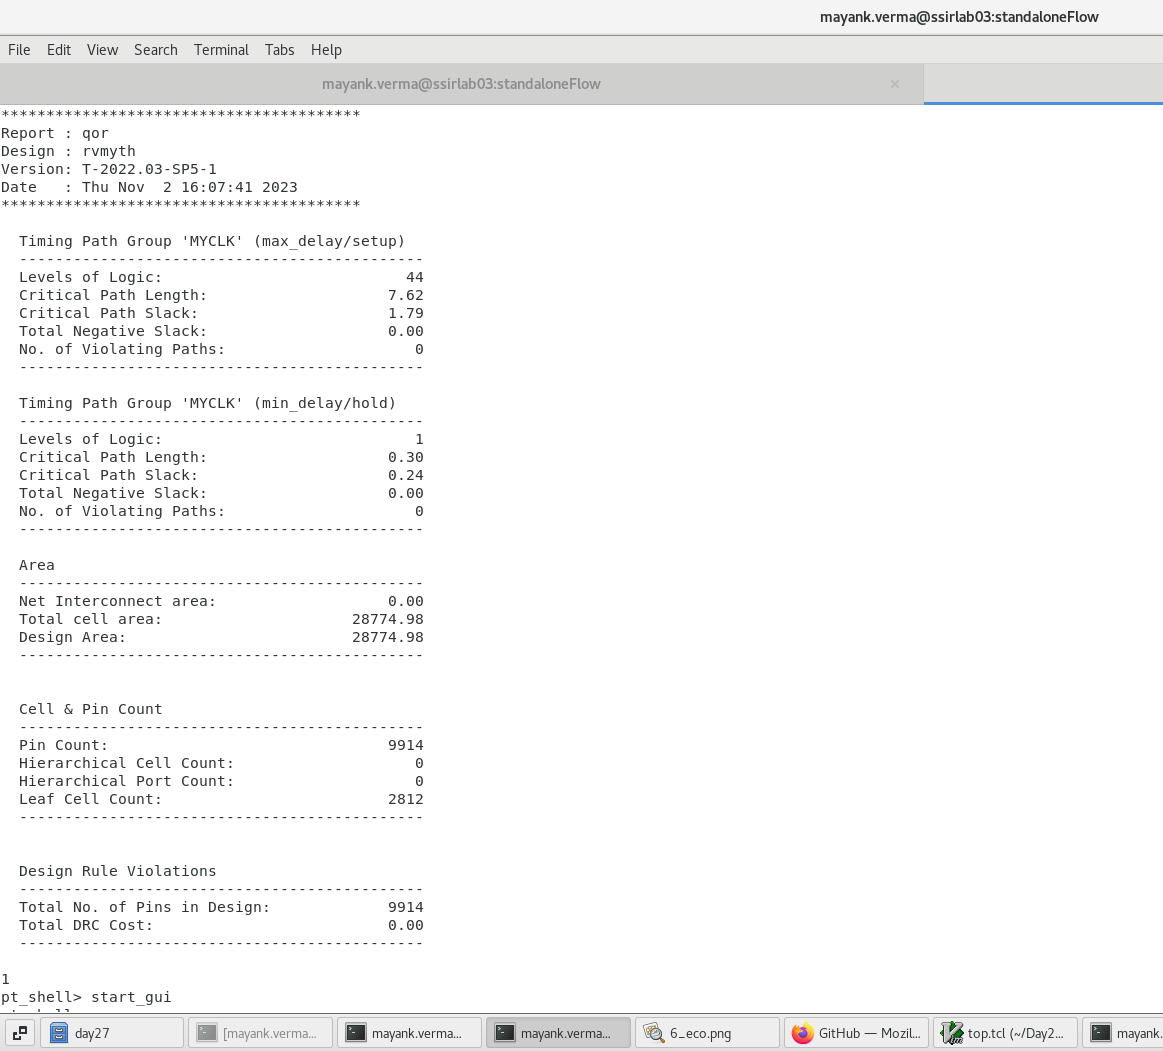 mayank.verma@ssirlab03:standaloneFlow
File Edit View Search Terminal Tabs Help
mayank.verma@ssirlab03:standaloneFlow ×
****************************************
Report : qor
Design : rvmyth
Version: T-2022.03-SP5-1
Date   : Thu Nov  2 16:07:41 2023
****************************************
Timing Path Group 'MYCLK' (max_delay/setup)
---------------------------------------------
Levels of Logic: 44
Critical Path Length: 7.62
Critical Path Slack: 1.79
Total Negative Slack: 0.00
No. of Violating Paths: 0
---------------------------------------------
Timing Path Group 'MYCLK' (min_delay/hold)
---------------------------------------------
Levels of Logic: 1
Critical Path Length: 0.30
Critical Path Slack: 0.24
Total Negative Slack: 0.00
No. of Violating Paths: 0
---------------------------------------------
Area
---------------------------------------------
Net Interconnect area: 0.00
Total cell area: 28774.98
Design Area: 28774.98
---------------------------------------------
Cell & Pin Count
---------------------------------------------
Pin Count: 9914
Hierarchical Cell Count: 0
Hierarchical Port Count: 0
Leaf Cell Count: 2812
---------------------------------------------
Design Rule Violations
---------------------------------------------
Total No. of Pins in Design: 9914
Total DRC Cost: 0.00
---------------------------------------------
1
pt_shell> start_gui
day27 [mayank.verma... mayank.verma... mayank.verma... 6_eco.png GitHub — Mozil... top.tcl (~/Day2... mayank.